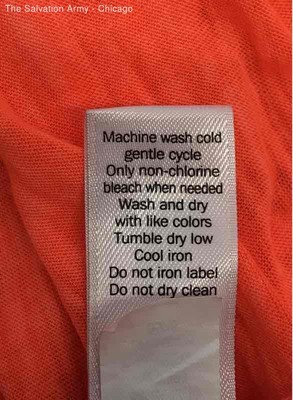 The Salvation Army - Chicago
Machine wash cold
gentle cycle
Only non-chlorine
bleach when needed
Wash and dry
with like colors
Tumble dry low
Cool iron
Do not iron label
Do not dry clean